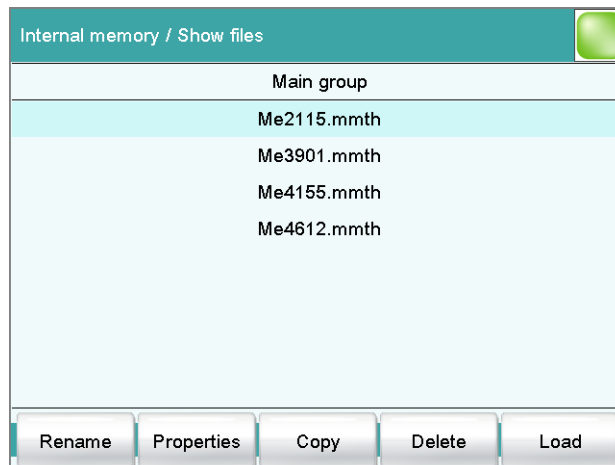 Internal memory / Show files
Main group
Me2115.mmth
Me3901.mmth
Me4155.mmth
Me4612.mmth
Rename Properties Copy Delete Load